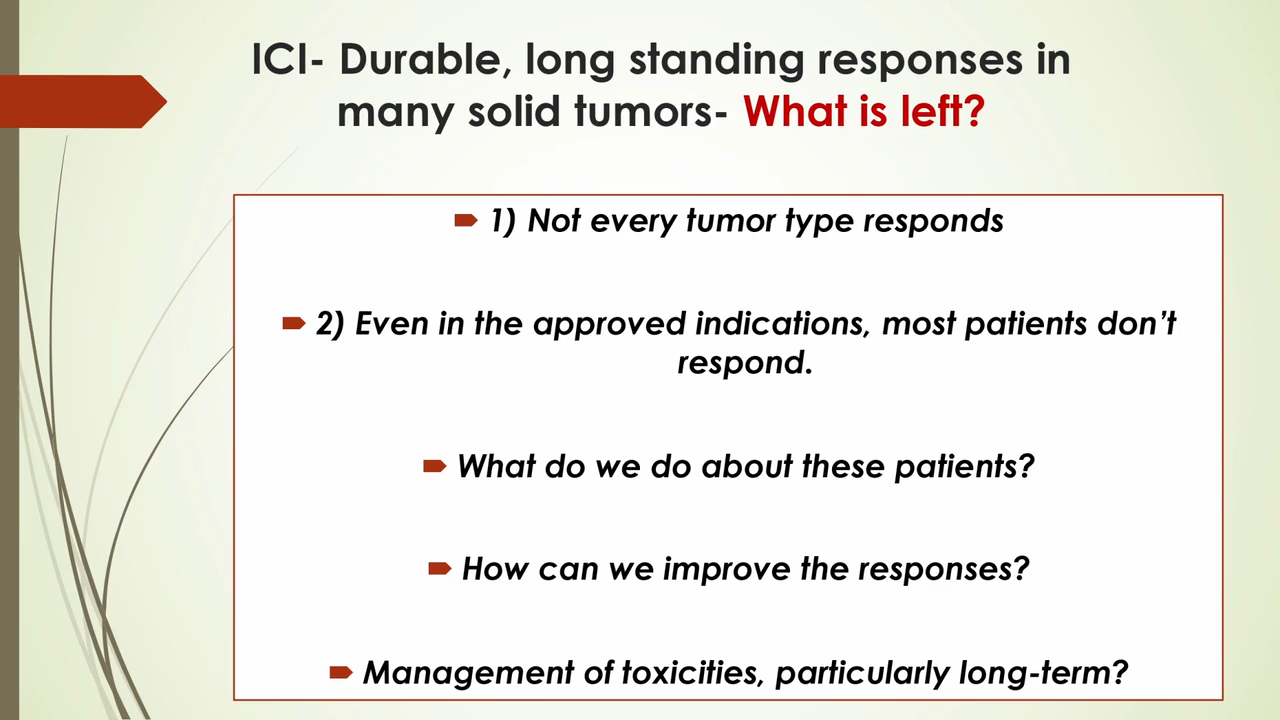 ICI- Durable, long standing responses in
many solid tumors- What is left?
1) Not every tumor type responds
2) Even in the approved indications, most patients don’t
respond.
What do we do about these patients?
How can we improve the responses?
Management of toxicities, particularly long-term?